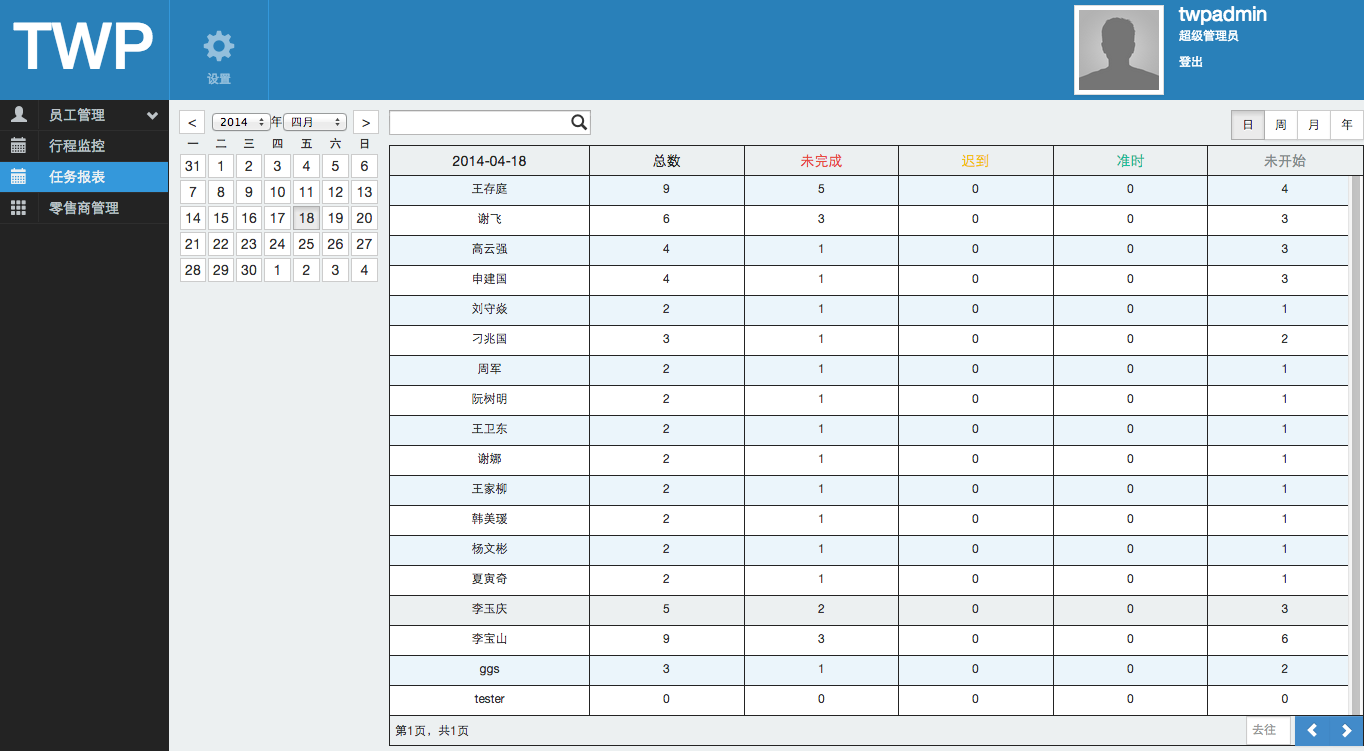 TWP
设置
twpadmin
超级管理员
登出
员工管理
行程监控
任务报表
零售商管理
< 2014 年 四月 >
一 二 三 四 五 六 日
31 1 2 3 4 5 6
7 8 9 10 11 12 13
14 15 16 17 18 19 20
21 22 23 24 25 26 27
28 29 30 1 2 3 4
日 周 月 年
2014-04-18 总数 未完成 迟到 准时 未开始
王存庭 9 5 0 0 4
谢飞 6 3 0 0 3
高云强 4 1 0 0 3
申建国 4 1 0 0 3
刘守焱 2 1 0 0 1
刁兆国 3 1 0 0 2
周军 2 1 0 0 1
阮树明 2 1 0 0 1
王卫东 2 1 0 0 1
谢娜 2 1 0 0 1
王家柳 2 1 0 0 1
韩美瑗 2 1 0 0 1
杨文彬 2 1 0 0 1
夏寅奇 2 1 0 0 1
李玉庆 5 2 0 0 3
李宝山 9 3 0 0 6
ggs 3 1 0 0 2
tester 0 0 0 0 0
第1页，共1页
去往